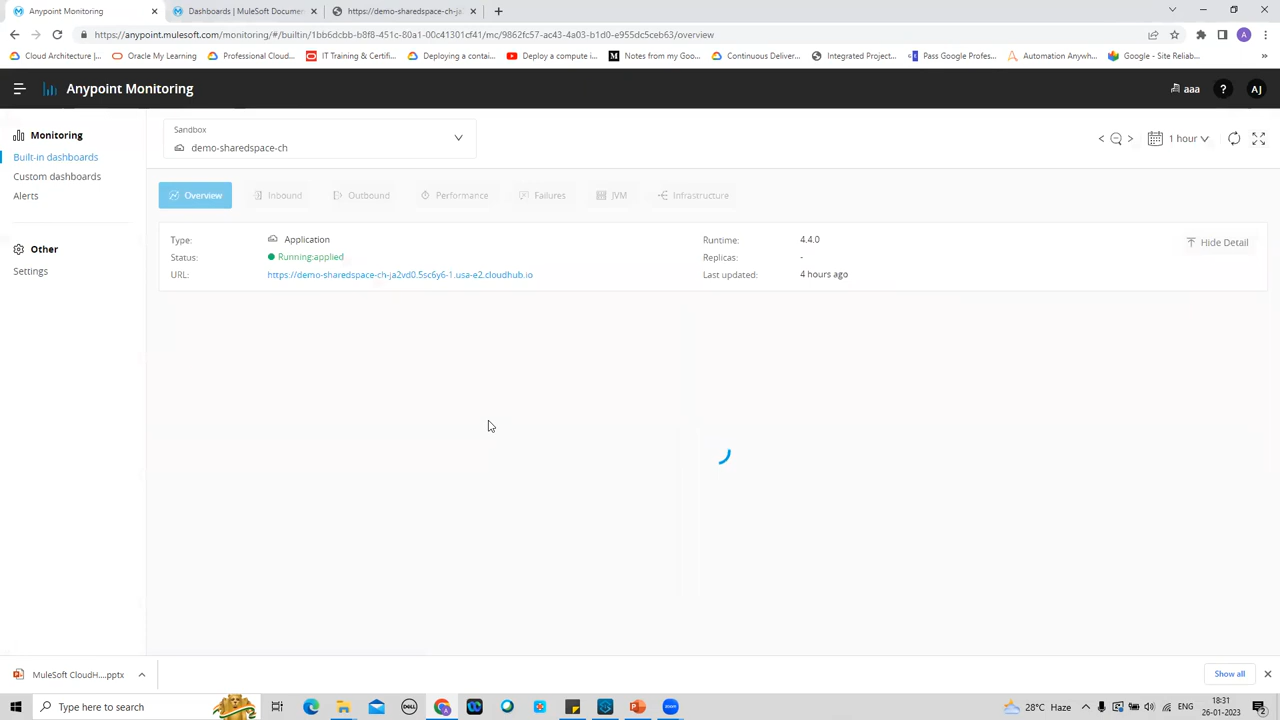 Anypoint Monitoring
Dashboards | MuleSoft Documen
https://demo-sharedspace-ch-ja
https://anypoint.mulesoft.com/monitoring/#/builtin/1bb6dcbb-b8f8-451c-80a1-00c41301cf41/mc/9862fc57-ac43-4a03-b1d0-e955dc5ceb63/overview
A
Cloud Architecture |...
Oracle My Learning
Professional Cloud...
IT Training & Certifi...
Deploying a contai...
Deploy a compute i...
Notes from my Goo...
Continuous Deliver...
Integrated Projec...
Pass Google Profes...
Automation Anywh...
Google - Site Reliab...
Anypoint Monitoring
aaa
?
AJ
Monitoring
Built-in dashboards
Custom dashboards
Alerts
Other
Settings
Sandbox
demo-sharedspace-ch
1 hour
Overview
Inbound
Outbound
Performance
Failures
JVM
Infrastructure
Type:
Application
Runtime:
4.4.0
Hide Detail
Status:
Running:applied
Replicas:
-
URL:
https://demo-sharedspace-ch-ja2vd0.5sc6y6-1.usa-e2.cloudhub.io
Last updated:
4 hours ago
MuleSoft CloudH....pptx
Show all
Type here to search
DELL
zoom
28°C Haze
ENG
18:31
26-01-2023
2